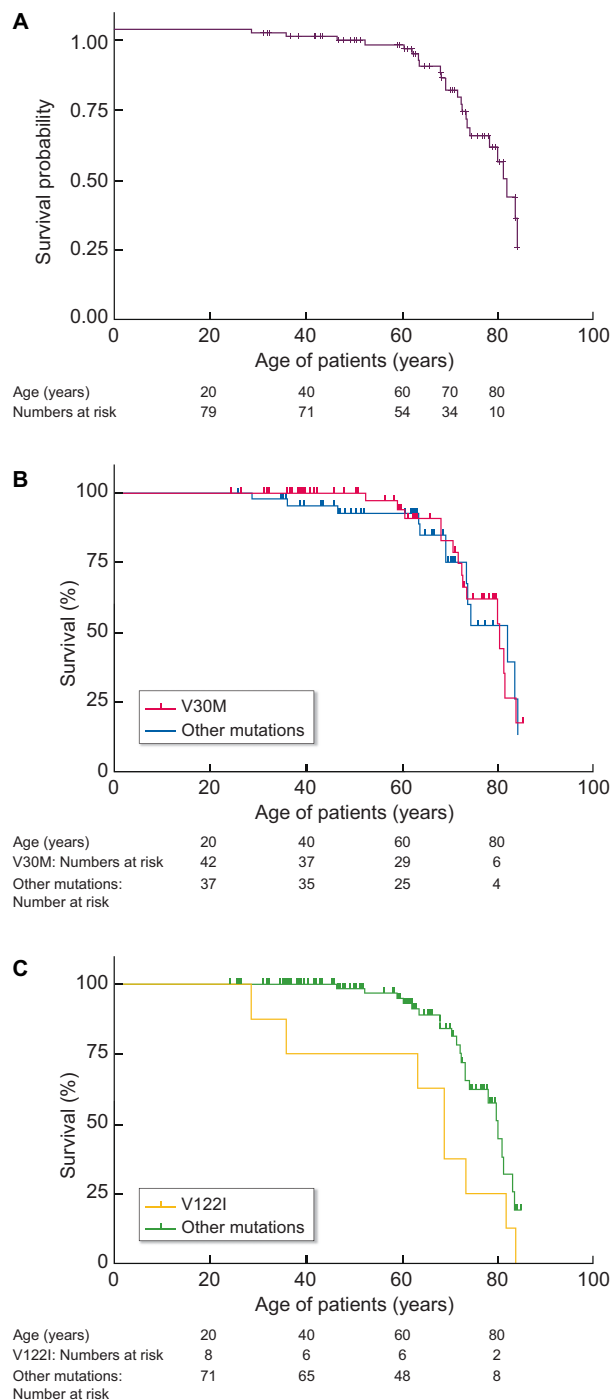 A
1.00
0.75
0.50
0.25
0.00
Survival probability
0 20 40 60 80 100
Age of patients (years)
Age (years) 20 40 60 70 80
Numbers at risk 79 71 54 34 10
B
100
75
50
25
0
Survival (%)
V30M
Other mutations
0 20 40 60 80 100
Age of patients (years)
Age (years) 20 40 60 80
V30M: Numbers at risk 42 37 29 6
Other mutations: 37 35 25 4
Number at risk
C
100
75
50
25
0
Survival (%)
V122I
Other mutations
0 20 40 60 80 100
Age of patients (years)
Age (years) 20 40 60 80
V122I: Numbers at risk 8 6 6 2
Other mutations: 71 65 48 8
Number at risk